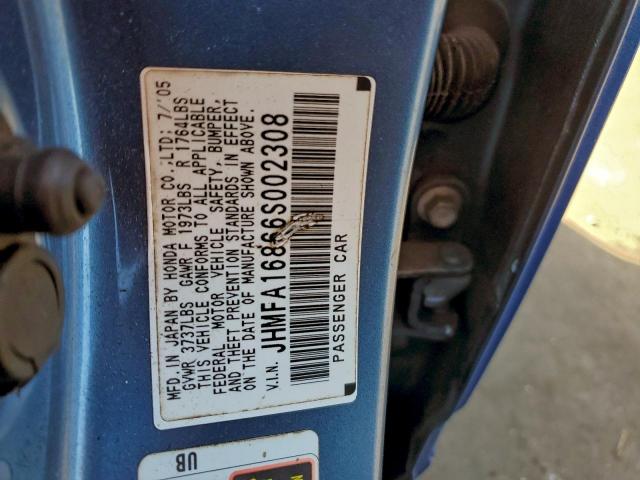 MFD. IN JAPAN BY HONDA MOTOR CO.,LTD: 7/'05
GVWR 3737LBS GAWR F 1973LBS R 1764LBS
THIS VEHICLE CONFORMS TO ALL APPLICABLE
FEDERAL MOTOR VEHICLE SAFETY, BUMPER,
AND THEFT PREVENTION STANDARDS IN EFFECT
ON THE DATE OF MANUFACTURE SHOWN ABOVE.
V.I.N. JHMFA16866S002308
PASSENGER CAR
UB